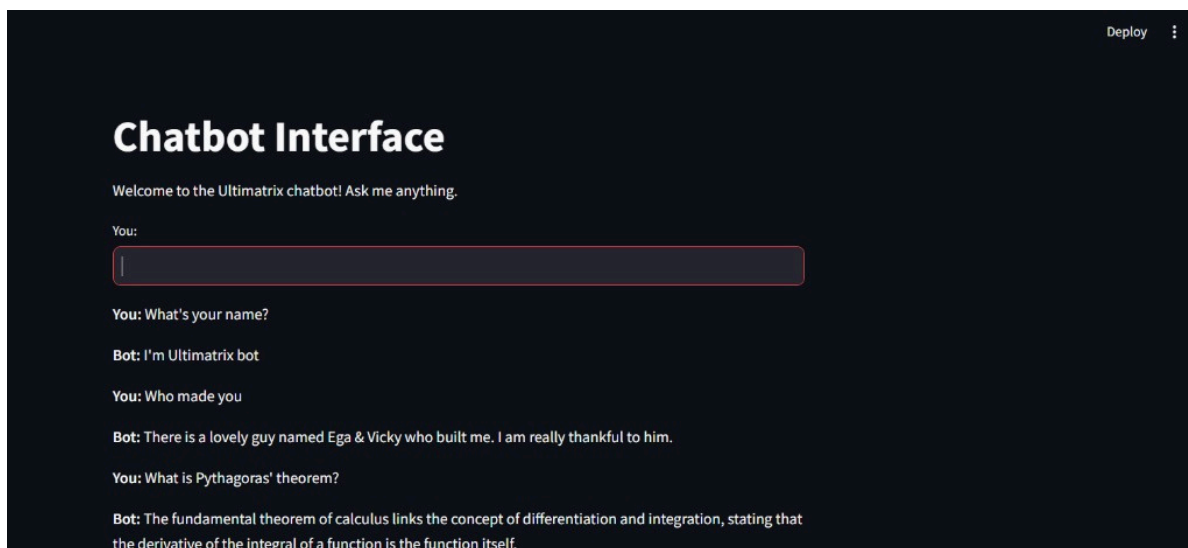 Deploy
Chatbot Interface
Welcome to the Ultimatrix chatbot! Ask me anything.
You:
You: What's your name?
Bot: I'm Ultimatrix bot
You: Who made you
Bot: There is a lovely guy named Ega & Vicky who built me. I am really thankful to him.
You: What is Pythagoras' theorem?
Bot: The fundamental theorem of calculus links the concept of differentiation and integration, stating that
the derivative of the integral of a function is the function itself.